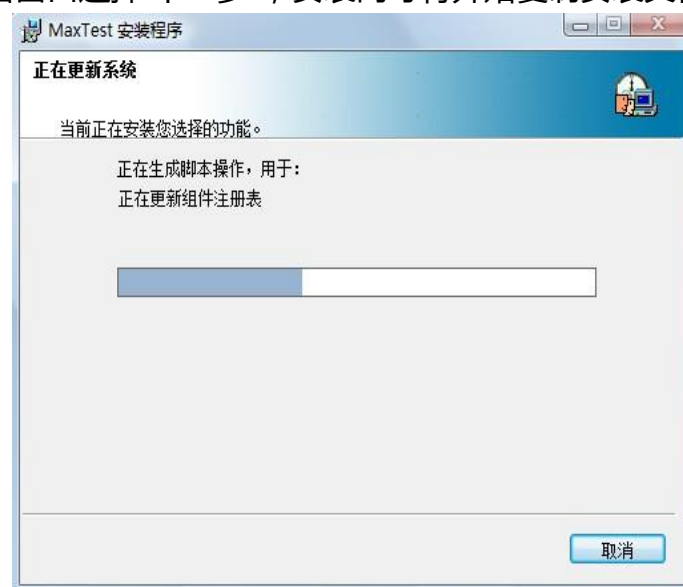 MaxTest 安装程序
正在更新系统
当前正在安装您选择的功能。
正在生成脚本操作，用于：
正在更新组件注册表
取消